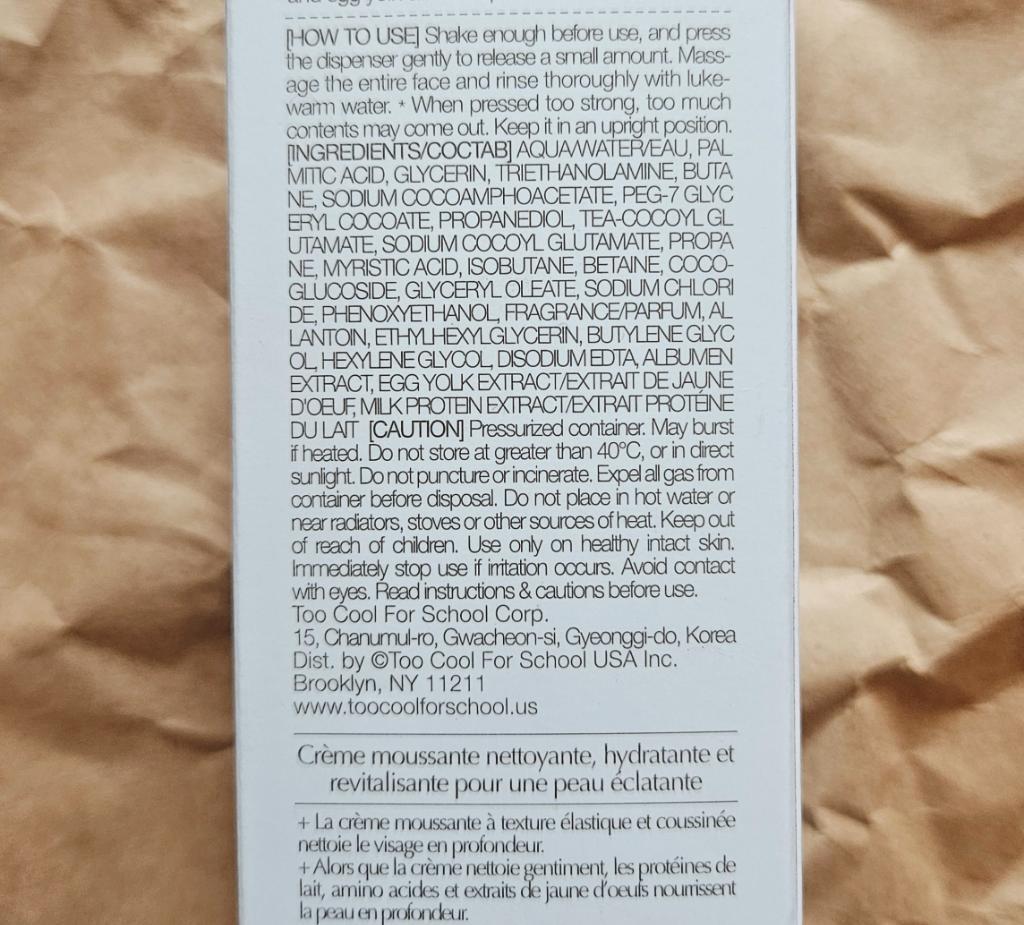 [HOW TO USE] Shake enough before use, and press
the dispenser gently to release a small amount. Mass-
age the entire face and rinse thoroughly with luke-
warm water. * When pressed too strong, too much
contents may come out. Keep it in an upright position.
[INGREDIENTS/COCTAB] AQUA/WATER/EAU, PAL
MITIC ACID, GLYCERIN, TRIETHANOLAMINE, BUTA
NE, SODIUM COCOAMPHOACETATE, PEG-7 GLYC
ERYL COCOATE, PROPANEDIOL, TEA-COCOYL GL
UTAMATE, SODIUM COCOYL GLUTAMATE, PROPA
NE, MYRISTIC ACID, ISOBUTANE, BETAINE, COCO-
GLUCOSIDE, GLYCERYL OLEATE, SODIUM CHLORI
DE, PHENOXYETHANOL, FRAGRANCE/PARFUM, AL
LANTOIN, ETHYLHEXYLGLYCERIN, BUTYLENE GLYC
OL, HEXYLENE GLYCOL, DISODIUM EDTA, ALBUMEN
EXTRACT, EGG YOLK EXTRACT/EXTRAIT DE JAUNE
D'OEUF, MILK PROTEIN EXTRACT/EXTRAIT PROTÉINE
DU LAIT [CAUTION] Pressurized container. May burst
if heated. Do not store at greater than 40°C, or in direct
sunlight. Do not puncture or incinerate. Expel all gas from
container before disposal. Do not place in hot water or
near radiators, stoves or other sources of heat. Keep out
of reach of children. Use only on healthy intact skin.
Immediately stop use if irritation occurs. Avoid contact
with eyes. Read instructions & cautions before use.
Too Cool For School Corp.
15, Chanumul-ro, Gwacheon-si, Gyeonggi-do, Korea
Dist. by ©Too Cool For School USA Inc.
Brooklyn, NY 11211
www.toocoolforschool.us
Crème moussante nettoyante, hydratante et
revitalisante pour une peau éclatante
+ La crème moussante à texture élastique et coussinée
nettoie le visage en profondeur.
+ Alors que la crème nettoie gentiment, les protéines de
lait, amino acides et extraits de jaune d'oeufs nourrissent
la peau en profondeur.